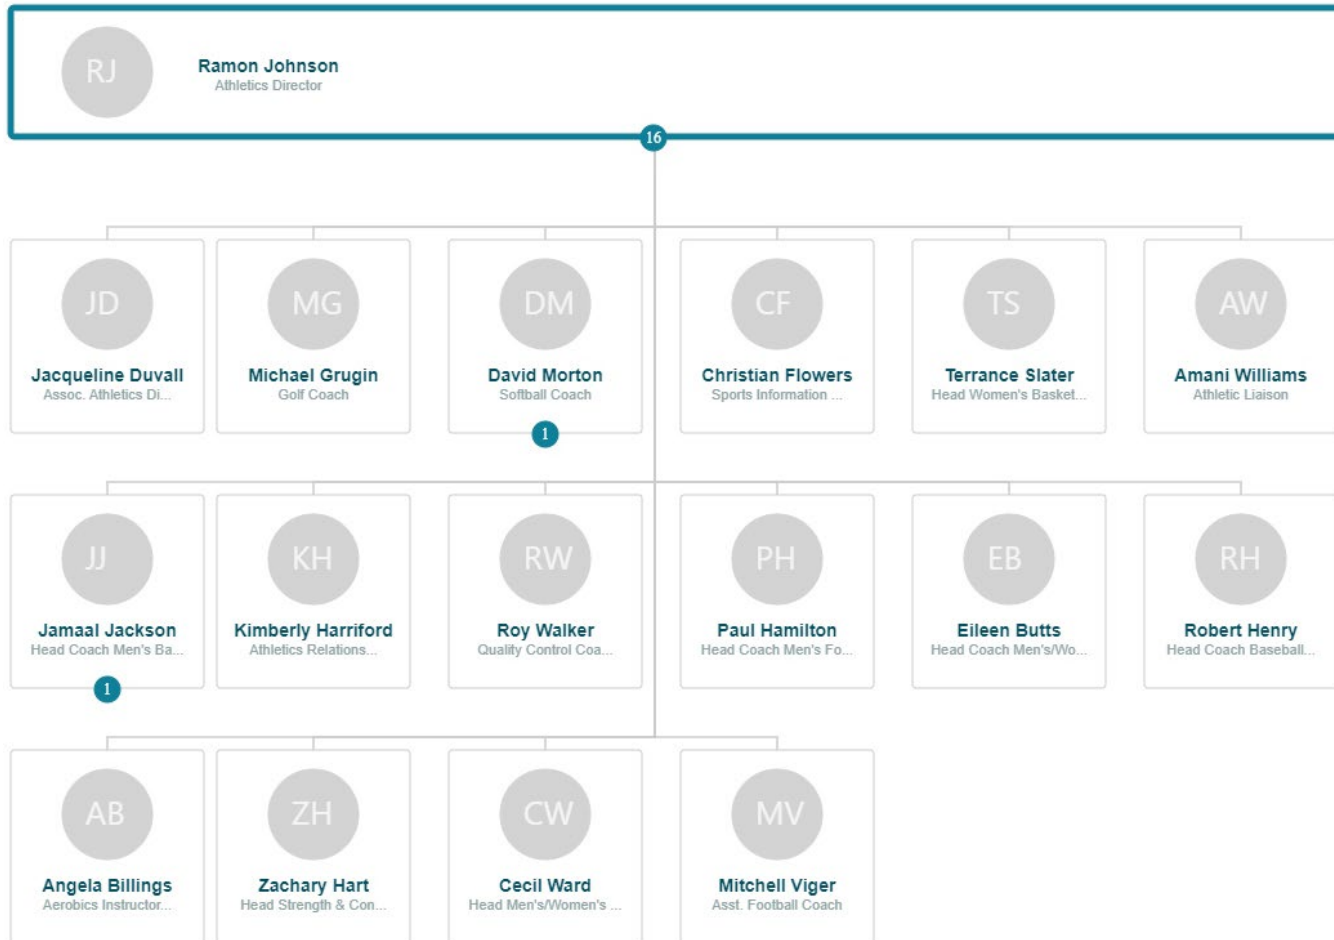 RJ
Ramon Johnson
Athletics Director
16
JD
MG
DM
CF
TS
AW
Jacqueline Duvall
Michael Grugin
David Morton
Christian Flowers
Terrance Slater
Amani Williams
Assoc. Athletics Di...
Golf Coach
Softball Coach
Sports Information ...
Head Women's Basket...
Athletic Liaison
1
JJ
KH
RW
PH
EB
RH
Jamaal Jackson
Kimberly Harriford
Roy Walker
Paul Hamilton
Eileen Butts
Robert Henry
Head Coach Men's Ba...
Athletics Relations...
Quality Control Coa...
Head Coach Men's Fo...
Head Coach Men's/Wo...
Head Coach Baseball...
1
AB
ZH
CW
MV
Angela Billings
Zachary Hart
Cecil Ward
Mitchell Viger
Aerobics Instructor...
Head Strength & Con...
Head Men's/Women's ...
Asst. Football Coach